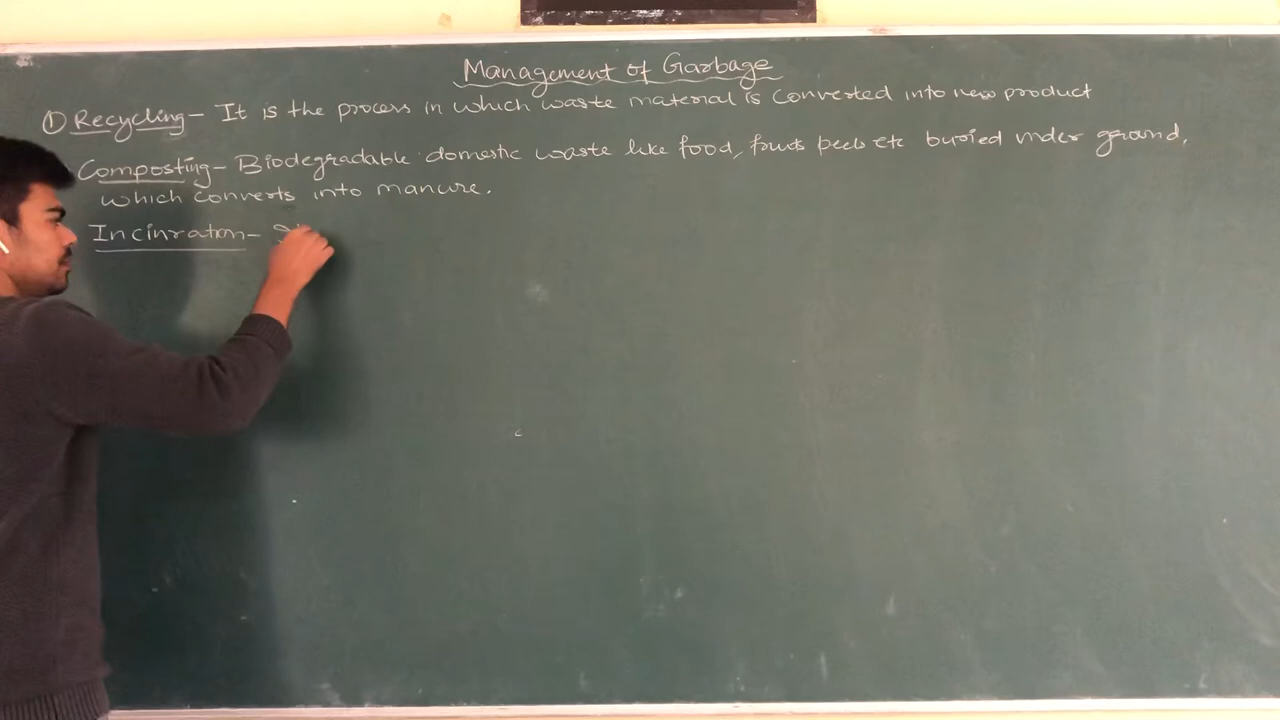 Management of Garbage
① Recycling - It is the process in which waste material is converted into new product
Composting - Biodegradable domestic waste like food, fruits peels etc buried under ground,
which converts into manure.
Incinration -